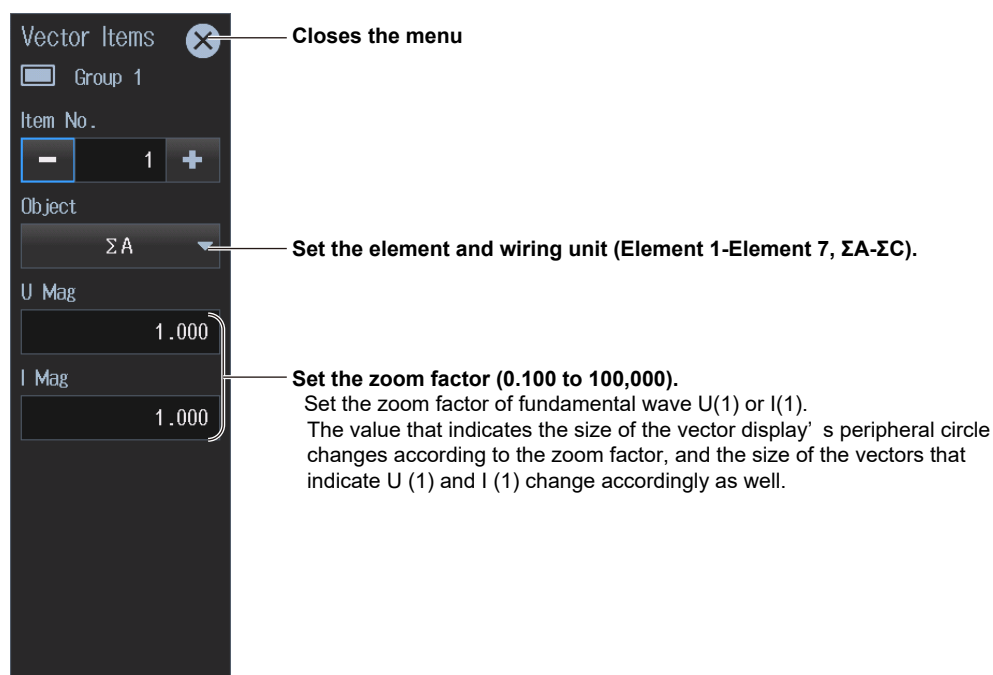 Vector Items
Closes the menu
Group 1
Item No.
1
Object
ΣA
Set the element and wiring unit (Element 1-Element 7, ΣA-ΣC).
U Mag
1.000
I Mag
1.000
Set the zoom factor (0.100 to 100,000).
Set the zoom factor of fundamental wave U(1) or I(1).
The value that indicates the size of the vector display’ s peripheral circle
changes according to the zoom factor, and the size of the vectors that
indicate U (1) and I (1) change accordingly as well.